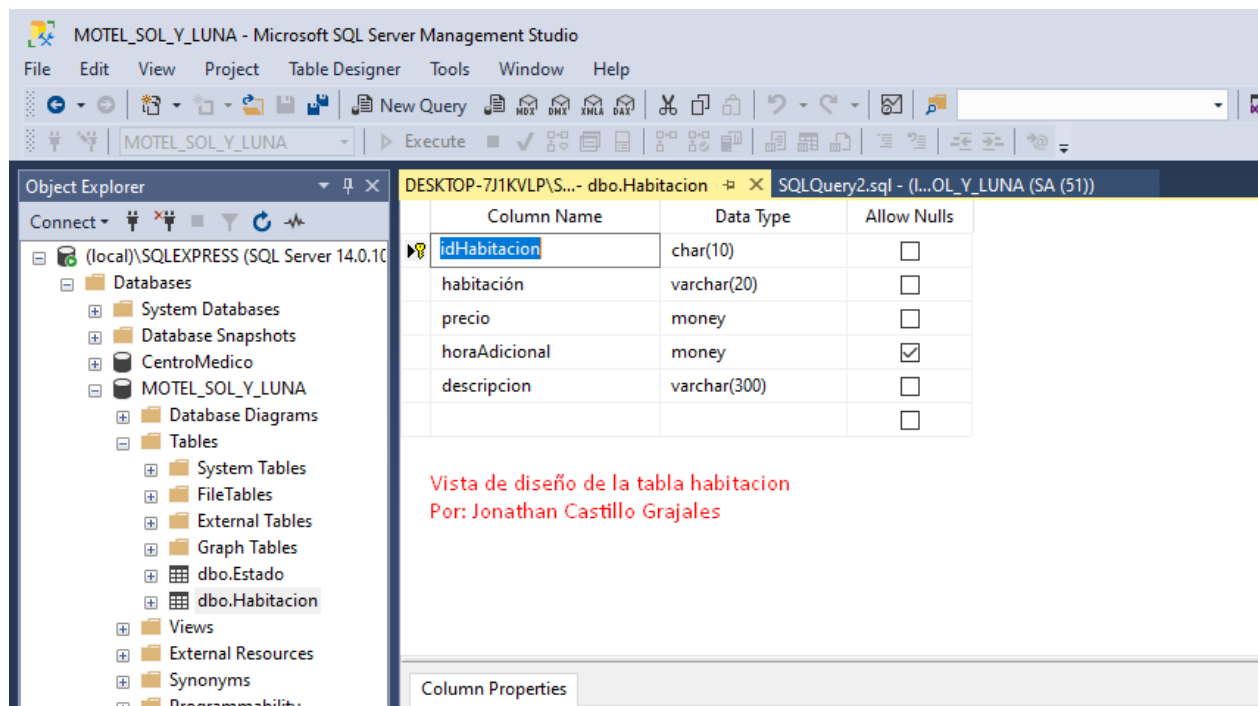 MOTEL_SOL_Y_LUNA - Microsoft SQL Server Management Studio
File Edit View Project Table Designer Tools Window Help
New Query MDX DMX XMLA DAX
MOTEL_SOL_Y_LUNA Execute
Object Explorer
Connect
(local)\SQLEXPRESS (SQL Server 14.0.10
Databases
System Databases
Database Snapshots
CentroMedico
MOTEL_SOL_Y_LUNA
Database Diagrams
Tables
System Tables
FileTables
External Tables
Graph Tables
dbo.Estado
dbo.Habitacion
Views
External Resources
Synonyms
Programmability
DESKTOP-7J1KVLP\S...- dbo.Habitacion SQLQuery2.sql - (l...OL_Y_LUNA (SA (51))
Column Name Data Type Allow Nulls
idHabitacion char(10)
habitación varchar(20)
precio money
horaAdicional money
descripcion varchar(300)
Vista de diseño de la tabla habitacion
Por: Jonathan Castillo Grajales
Column Properties